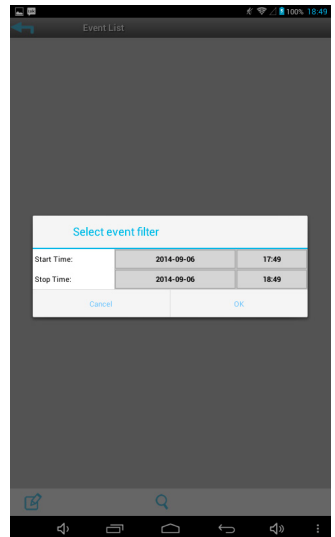 100% 18:49
Event List
Select event filter
Start Time: 2014-09-06 17:49
Stop Time: 2014-09-06 18:49
Cancel OK